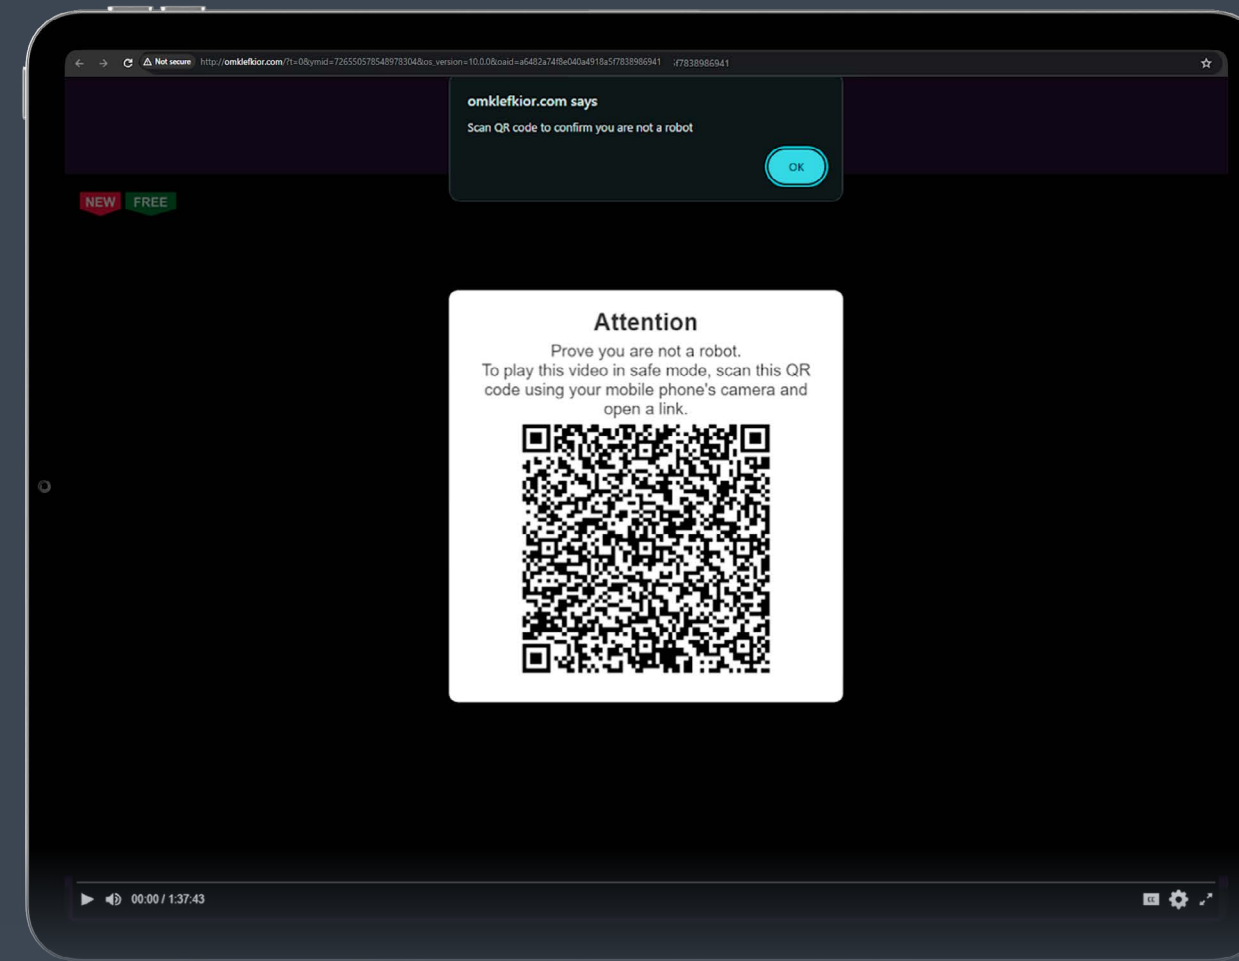 Not secure http://omklefkior.com/?t=0&ymid=726550578548978304&os_version=10.0.0&oaid=a6482a74f8e040a4918a5f7838986941 if7838986941
omklefkior.com says
Scan QR code to confirm you are not a robot
OK
NEW FREE
Attention
Prove you are not a robot.
To play this video in safe mode, scan this QR
code using your mobile phone's camera and
open a link.
00:00 / 1:37:43
CC